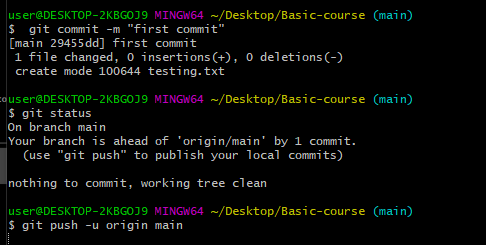 user@DESKTOP-2KBGOJ9 MINGW64 ~/Desktop/Basic-course (main)
$  git commit -m "first commit"
[main 29455dd] first commit
 1 file changed, 0 insertions(+), 0 deletions(-)
 create mode 100644 testing.txt

user@DESKTOP-2KBGOJ9 MINGW64 ~/Desktop/Basic-course (main)
$ git status
On branch main
Your branch is ahead of 'origin/main' by 1 commit.
  (use "git push" to publish your local commits)

nothing to commit, working tree clean

user@DESKTOP-2KBGOJ9 MINGW64 ~/Desktop/Basic-course (main)
$ git push -u origin main